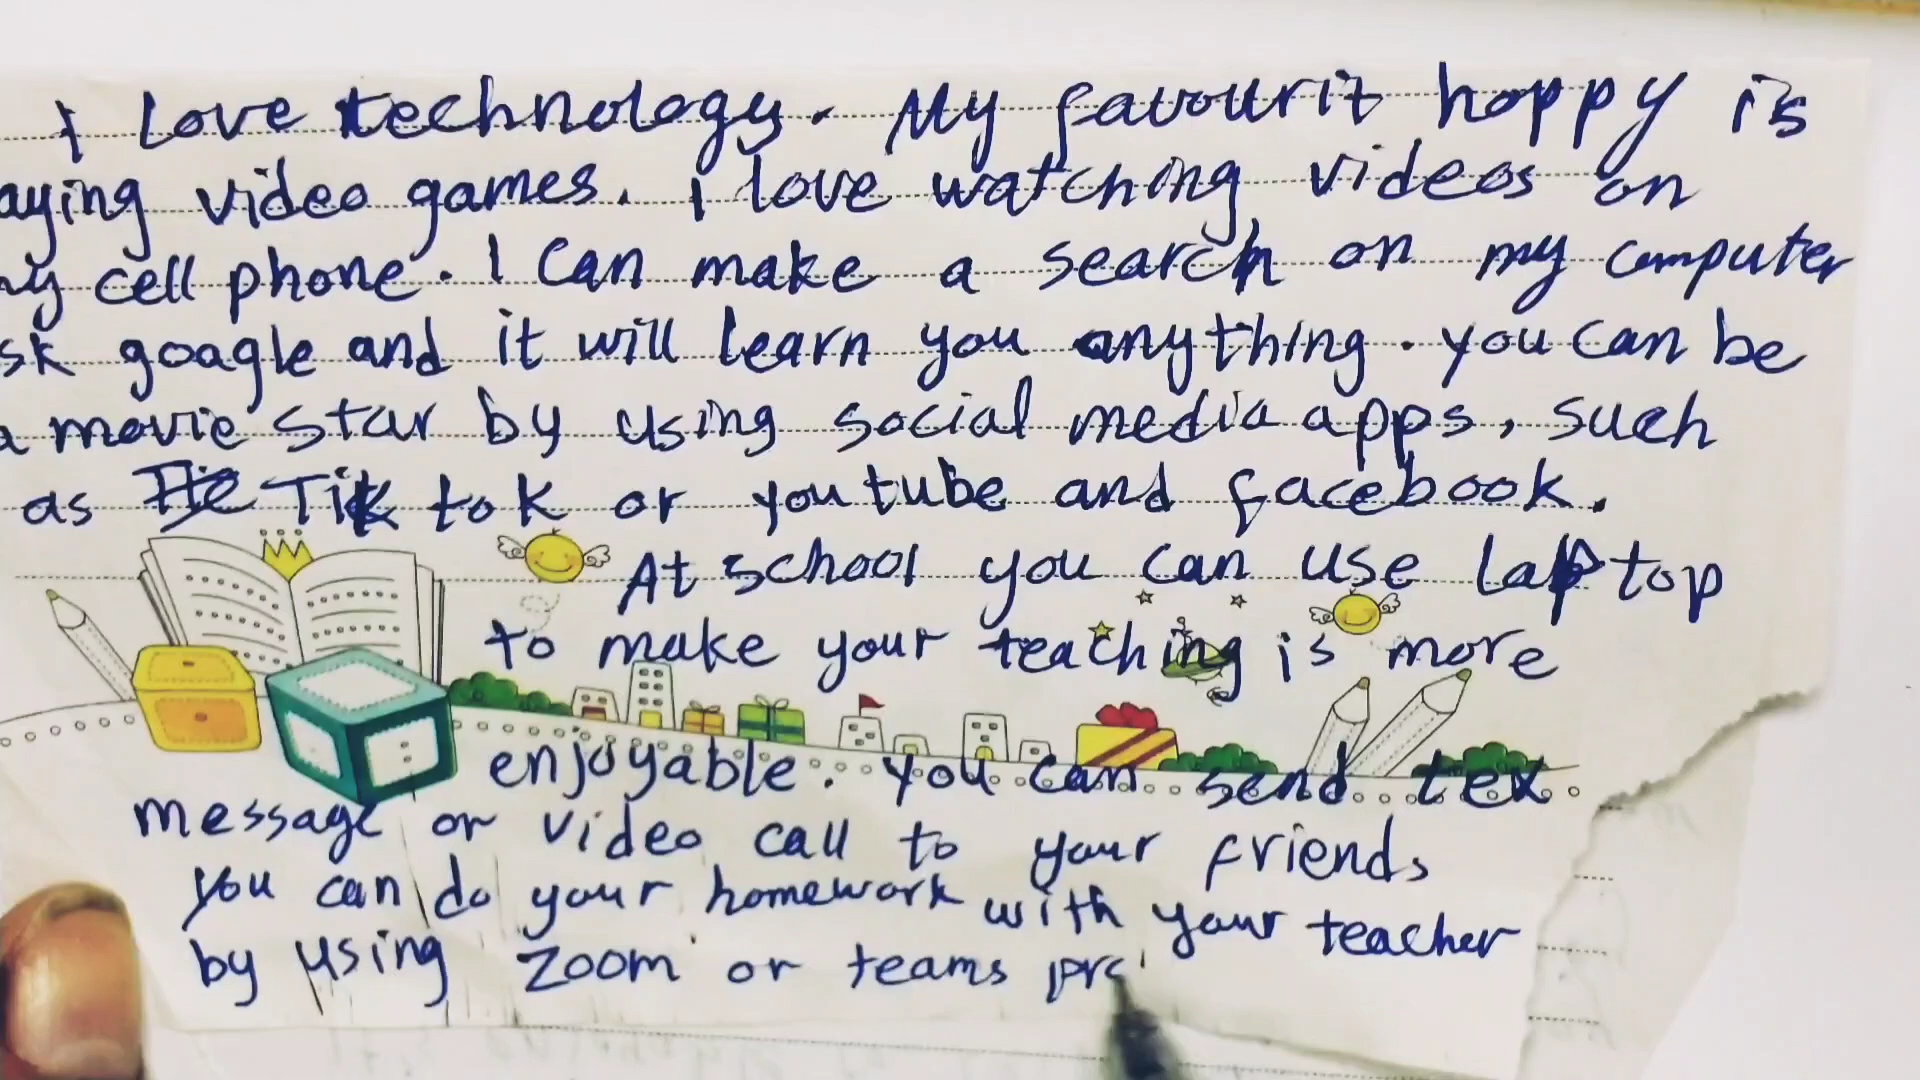 I love technology. My favourit hoppy is
aying video games. I love watching videos on
my cell phone. I can make a search on my computer
sk goagle and it will learn you anything. you can be
a movie star by using social media apps, such
as Tik tok or youtube and facebook.
At school you can use laptop
to make your teaching is more
enjoyable. you can send tex
message or video call to your friends
you can do your homework with your teacher
by using zoom or teams pro